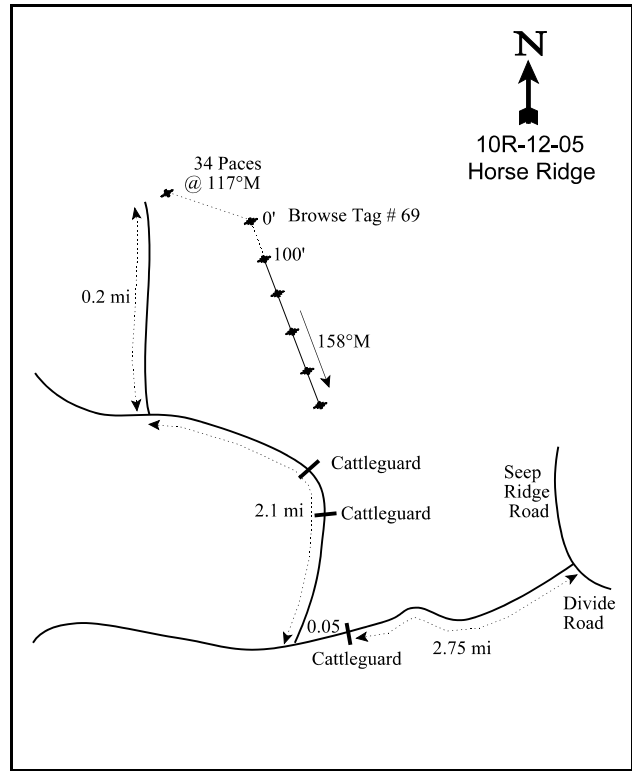 N
10R-12-05
Horse Ridge
34 Paces
@ 117°M
0'
Browse Tag # 69
100'
0.2 mi
158°M
Cattleguard
2.1 mi
Cattleguard
Seep
Ridge
Road
Divide
Road
0.05
Cattleguard
2.75 mi